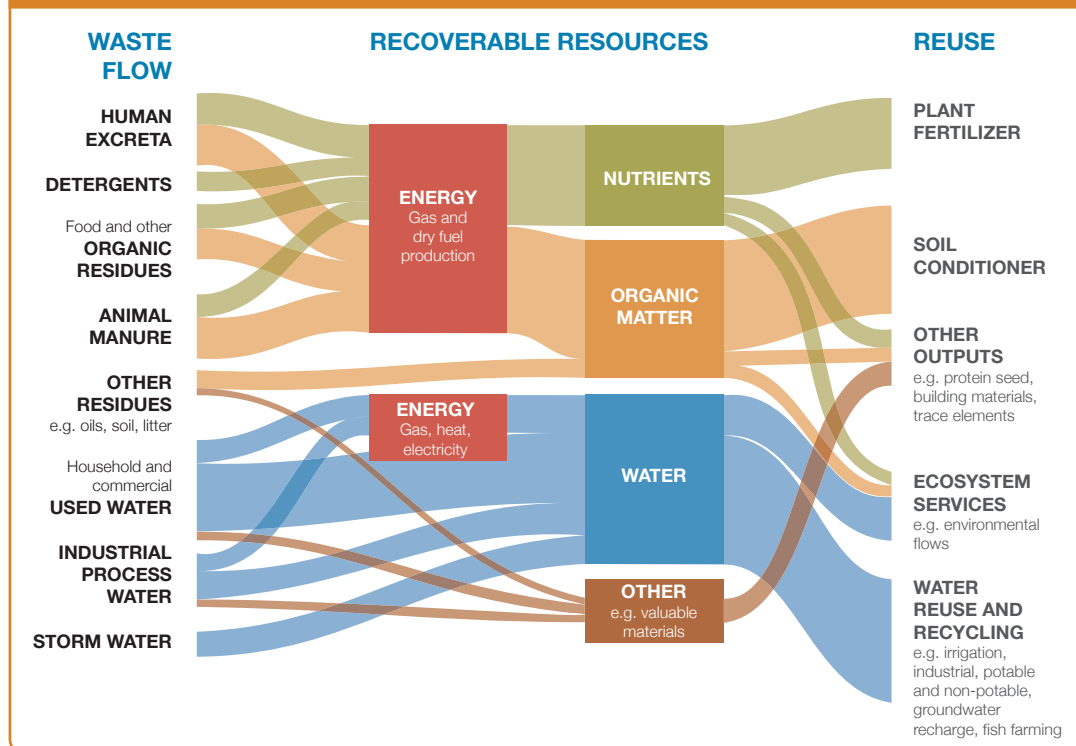 WASTE
FLOW
RECOVERABLE RESOURCES
REUSE
HUMAN
EXCRETA
DETERGENTS
Food and other
ORGANIC
RESIDUES
ANIMAL
MANURE
OTHER
RESIDUES
e.g. oils, soil, litter
Household and
commercial
USED WATER
INDUSTRIAL
PROCESS
WATER
STORM WATER
ENERGY
Gas and
dry fuel
production
ENERGY
Gas, heat,
electricity
NUTRIENTS
ORGANIC
MATTER
WATER
OTHER
e.g. valuable
materials
PLANT
FERTILIZER
SOIL
CONDITIONER
OTHER
OUTPUTS
e.g. protein seed,
building materials,
trace elements
ECOSYSTEM
SERVICES
e.g. environmental
flows
WATER
REUSE AND
RECYCLING
e.g. irrigation,
industrial, potable
and non-potable,
groundwater
recharge, fish farming